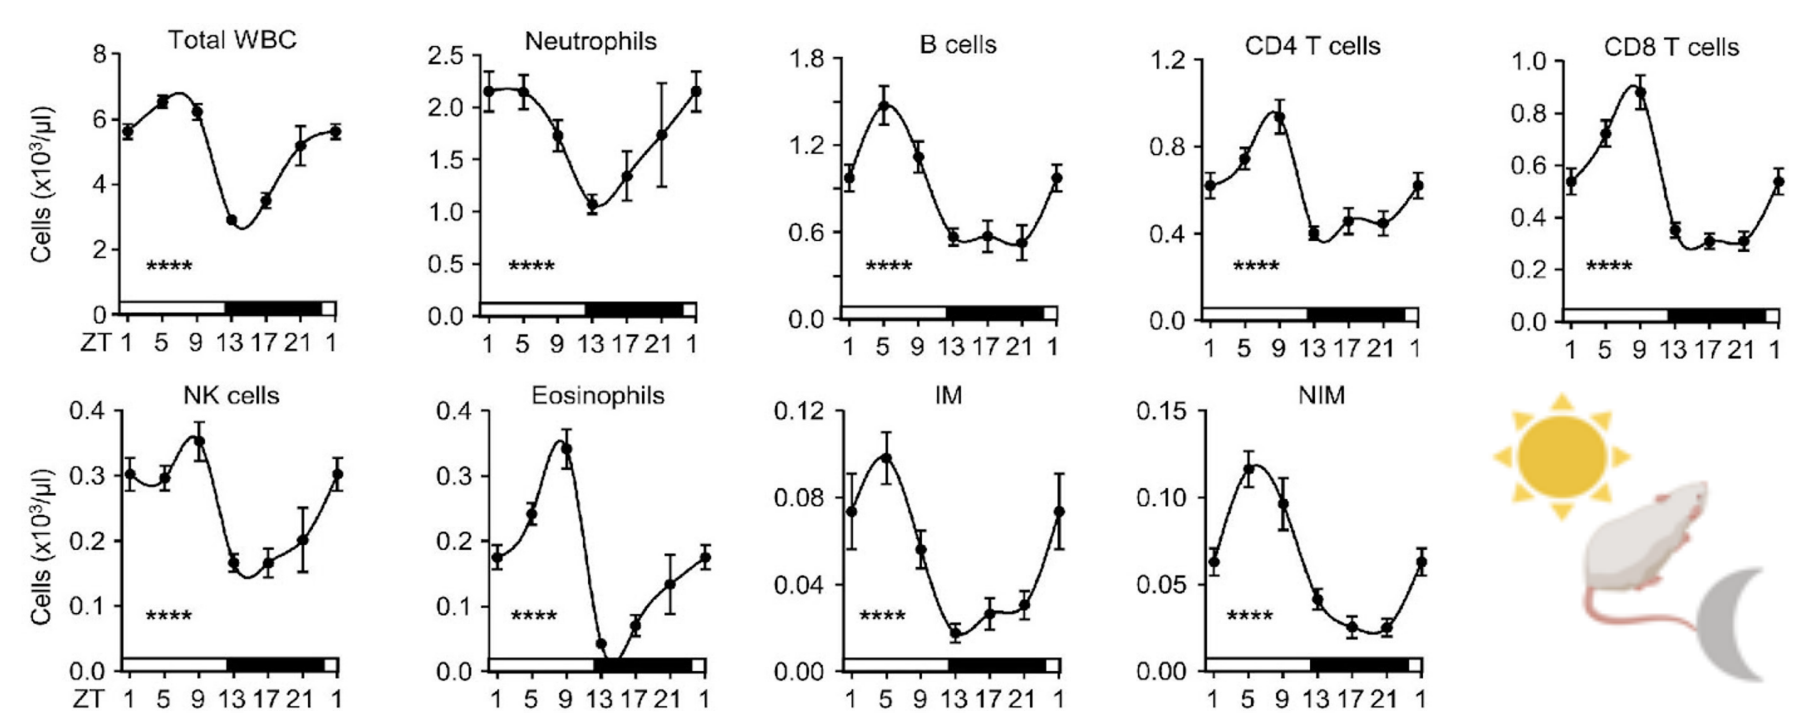 Total WBC
Cells (x10³/µl)
8
6
4
2
0
****
ZT 1 5 9 13 17 21 1
Neutrophils
2.5
2.0
1.5
1.0
0.5
0.0
****
1 5 9 13 17 21 1
B cells
1.8
1.2
0.6
0.0
****
1 5 9 13 17 21 1
CD4 T cells
1.2
0.8
0.4
0.0
****
1 5 9 13 17 21 1
CD8 T cells
1.0
0.8
0.6
0.4
0.2
0.0
****
1 5 9 13 17 21 1
NK cells
Cells (x10³/µl)
0.4
0.3
0.2
0.1
0.0
****
ZT 1 5 9 13 17 21 1
Eosinophils
0.4
0.3
0.2
0.1
0.0
****
1 5 9 13 17 21 1
IM
0.12
0.08
0.04
0.00
****
1 5 9 13 17 21 1
NIM
0.15
0.10
0.05
0.00
****
1 5 9 13 17 21 1